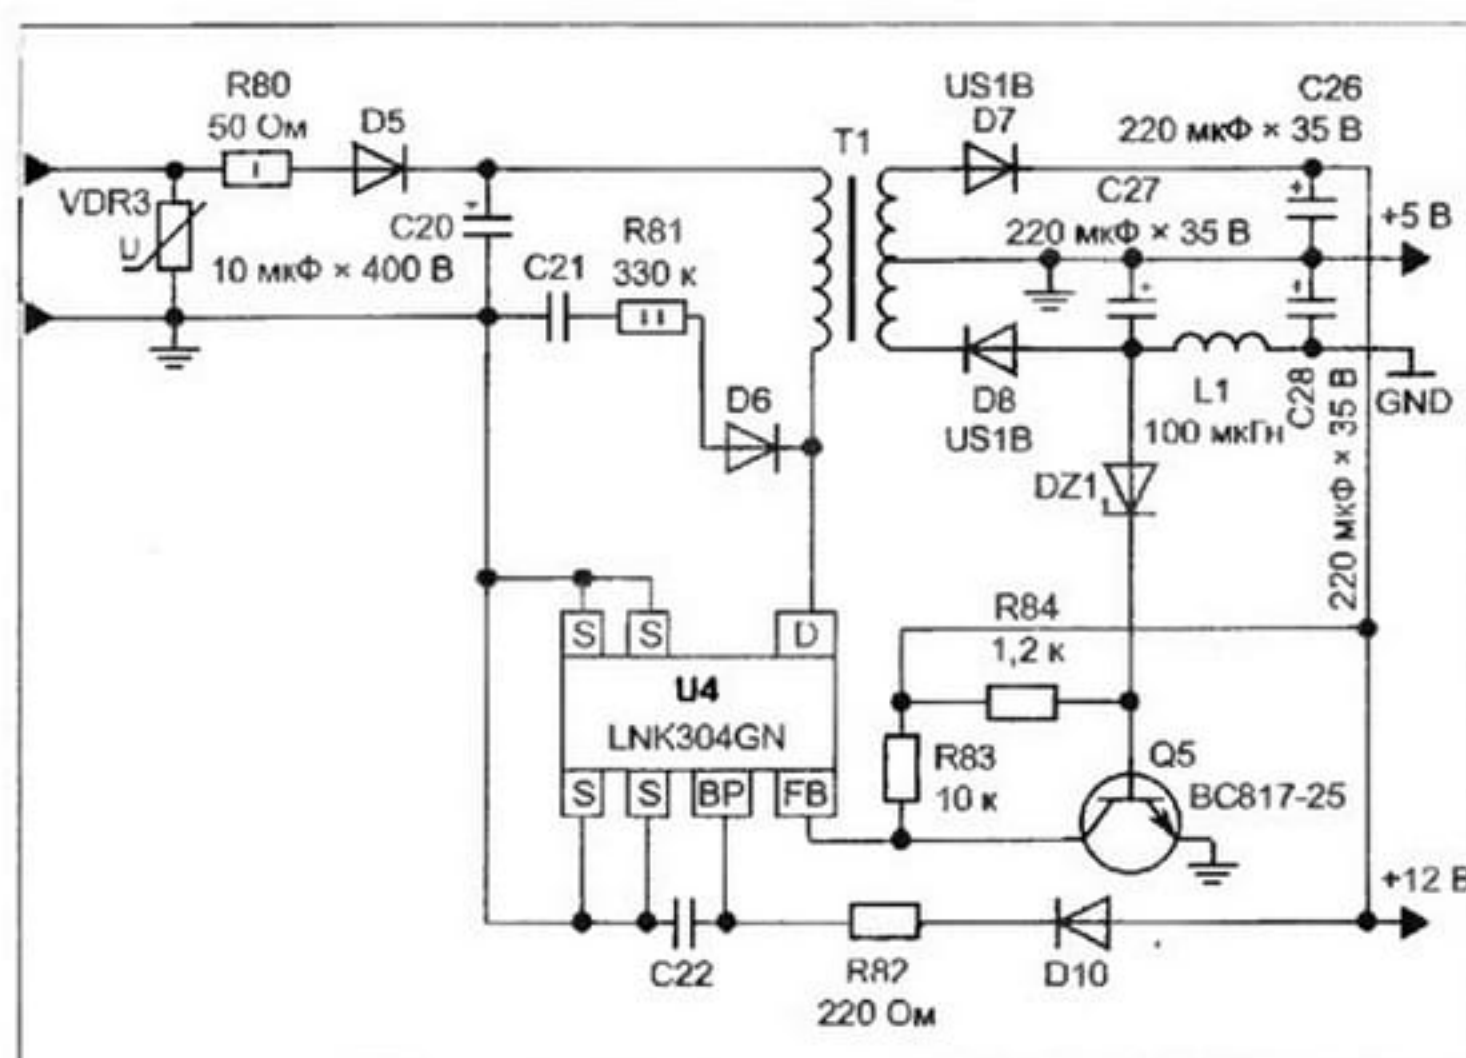 R80
50 Ом
D5
VDR3
U
C20
10 мкФ × 400 В
C21
R81
330 к
D6
T1
US1B
D7
C26
220 мкФ × 35 В
C27
220 мкФ × 35 В
+5 В
D8
US1B
L1
100 мкГн
C28
220 мкФ × 35 В
GND
DZ1
S
S
D
U4
LNK304GN
S
S
BP
FB
R84
1,2 к
R83
10 к
Q5
BC817-25
+12 В
C22
R82
220 Ом
D10